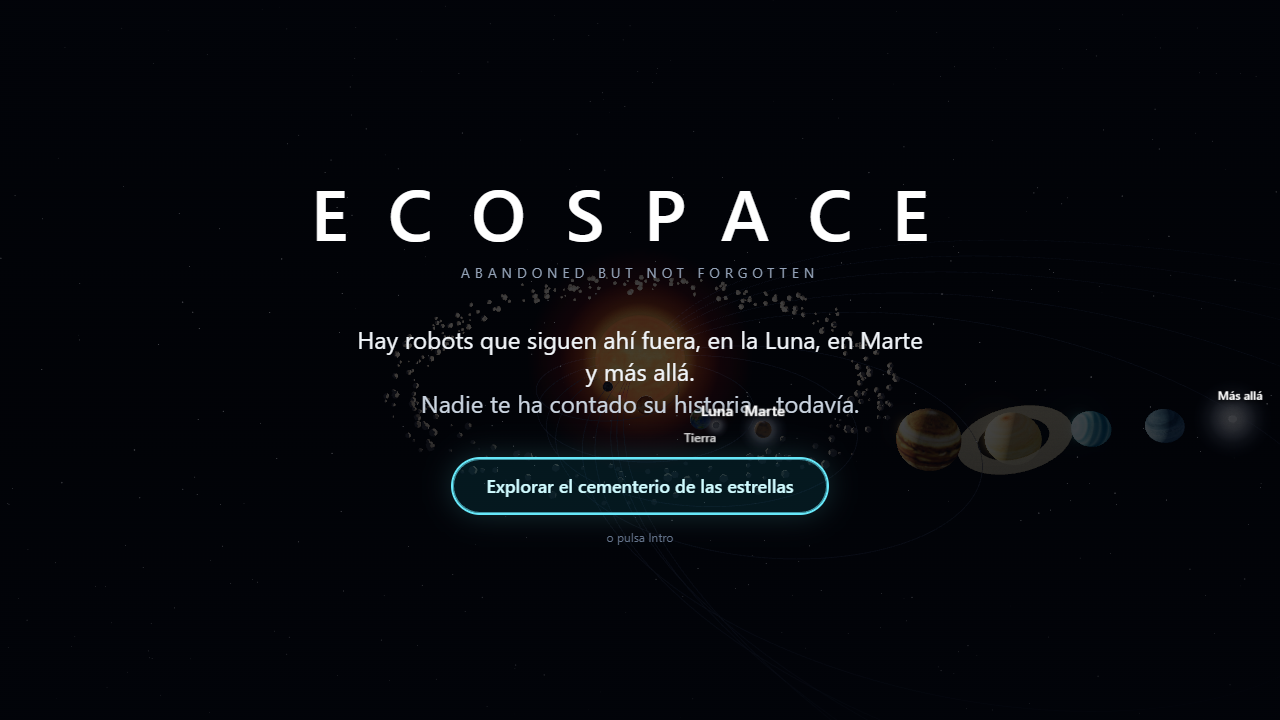 ECOSPACE
ABANDONED BUT NOT FORGOTTEN
Hay robots que siguen ahí fuera, en la Luna, en Marte
y más allá.
Nadie te ha contado su historia... todavía.
Luna
Marte
Tierra
Más allá
Explorar el cementerio de las estrellas
o pulsa Intro